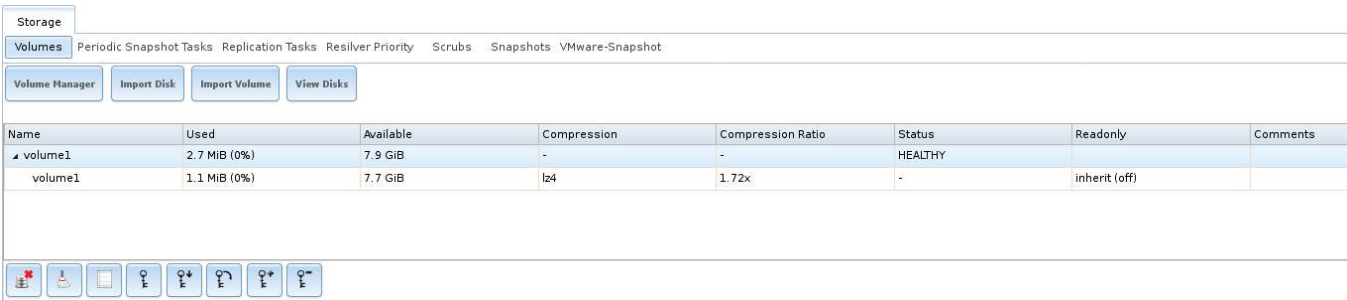 Storage
Volumes Periodic Snapshot Tasks Replication Tasks Resilver Priority Scrubs Snapshots VMware-Snapshot
Volume Manager Import Disk Import Volume View Disks
Name Used Available Compression Compression Ratio Status Readonly Comments
volume1 2.7 MiB (0%) 7.9 GiB - - HEALTHY
volume1 1.1 MiB (0%) 7.7 GiB lz4 1.72x - inherit (off)